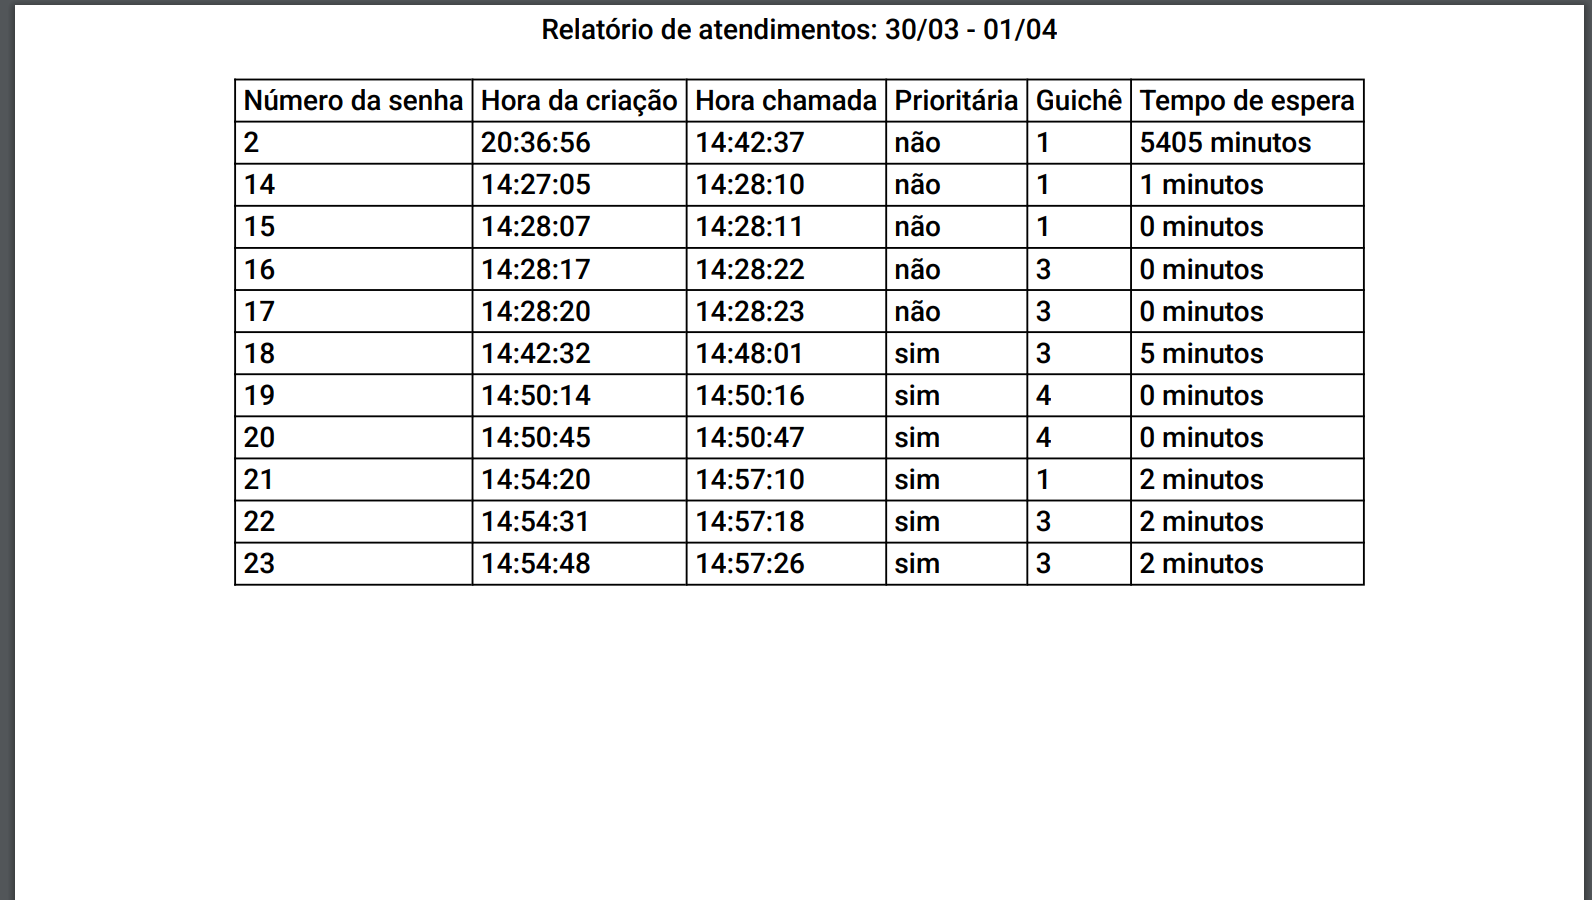 Relatório de atendimentos: 30/03 - 01/04
Número da senha Hora da criação Hora chamada Prioritária Guichê Tempo de espera
2 20:36:56 14:42:37 não 1 5405 minutos
14 14:27:05 14:28:10 não 1 1 minutos
15 14:28:07 14:28:11 não 1 0 minutos
16 14:28:17 14:28:22 não 3 0 minutos
17 14:28:20 14:28:23 não 3 0 minutos
18 14:42:32 14:48:01 sim 3 5 minutos
19 14:50:14 14:50:16 sim 4 0 minutos
20 14:50:45 14:50:47 sim 4 0 minutos
21 14:54:20 14:57:10 sim 1 2 minutos
22 14:54:31 14:57:18 sim 3 2 minutos
23 14:54:48 14:57:26 sim 3 2 minutos